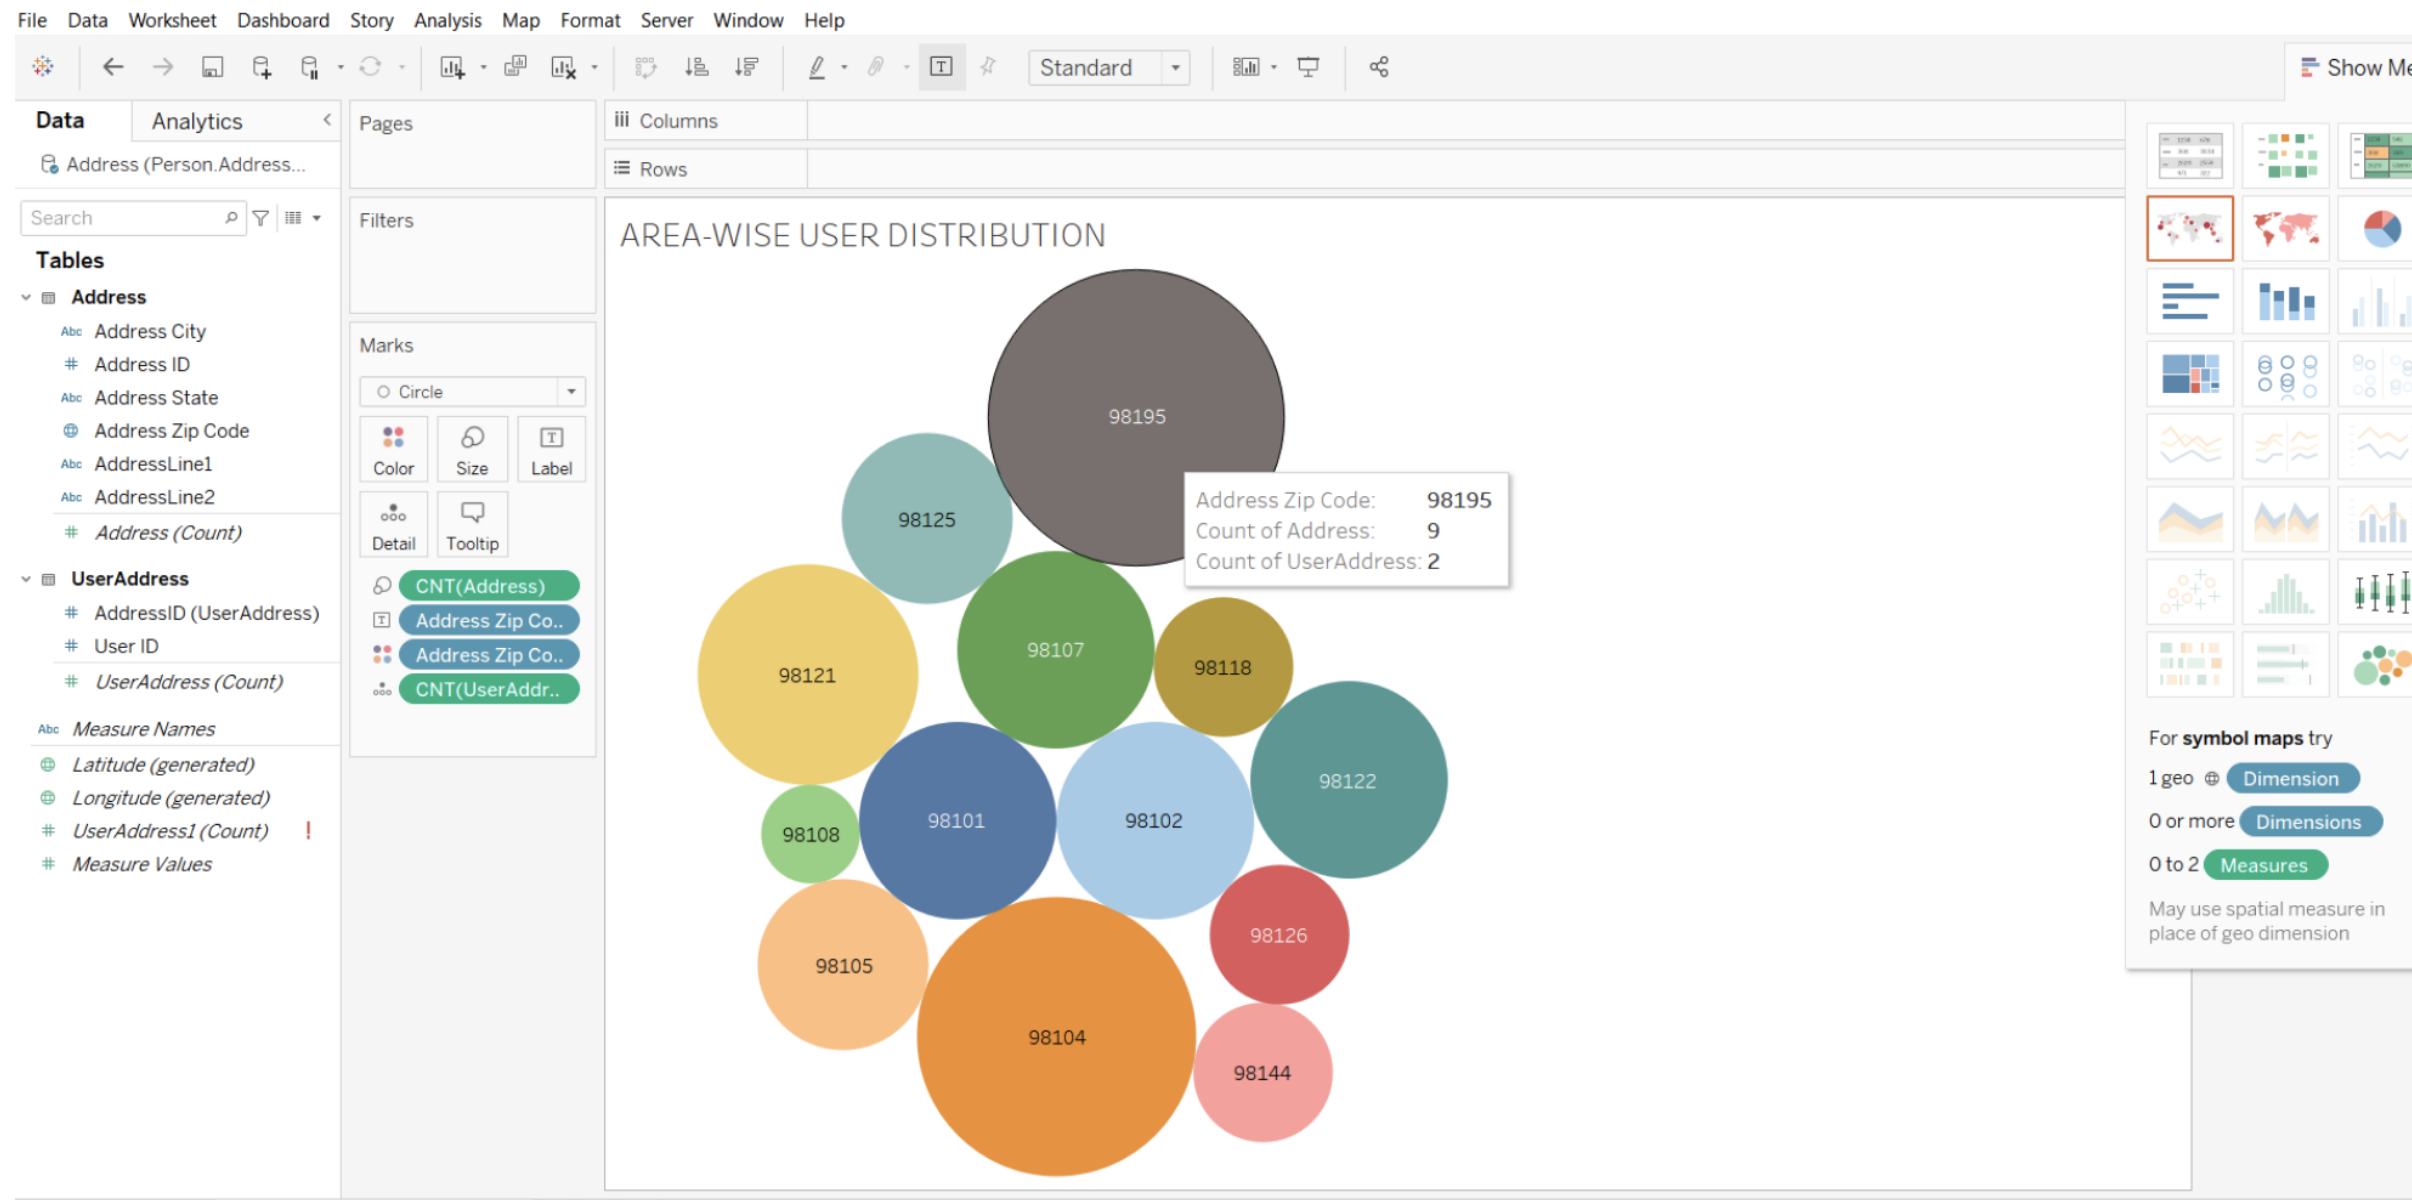 File Data Worksheet Dashboard Story Analysis Map Format Server Window Help
Standard
Show Me
Data Analytics
Address (Person.Address...
Search
Tables
Address
Abc Address City
# Address ID
Abc Address State
Address Zip Code
Abc AddressLine1
Abc AddressLine2
# Address (Count)
UserAddress
# AddressID (UserAddress)
# User ID
# UserAddress (Count)
Abc Measure Names
Latitude (generated)
Longitude (generated)
# UserAddress1 (Count) !
# Measure Values
Pages
Filters
Marks
Circle
Color Size Label
Detail Tooltip
CNT(Address)
Address Zip Co..
Address Zip Co..
CNT(UserAddr..
Columns
Rows
AREA-WISE USER DISTRIBUTION
98195
98125
Address Zip Code: 98195
Count of Address: 9
Count of UserAddress: 2
98107
98118
98121
98122
98101
98102
98108
98126
98105
98104
98144
For symbol maps try
1 geo Dimension
0 or more Dimensions
0 to 2 Measures
May use spatial measure in
place of geo dimension